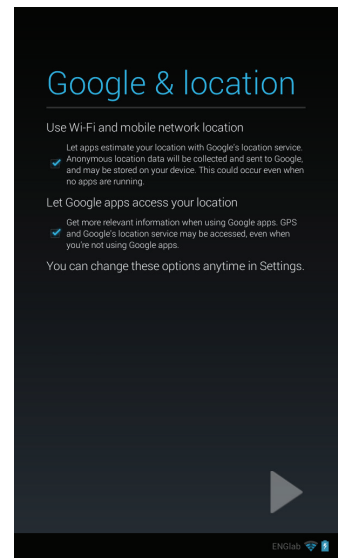 Google & location
Use Wi-Fi and mobile network location
Let apps estimate your location with Google's location service.
Anonymous location data will be collected and sent to Google,
and may be stored on your device. This could occur even when
no apps are running.
Let Google apps access your location
Get more relevant information when using Google apps. GPS
and Google's location service may be accessed, even when
you're not using Google apps.
You can change these options anytime in Settings.
ENGlab